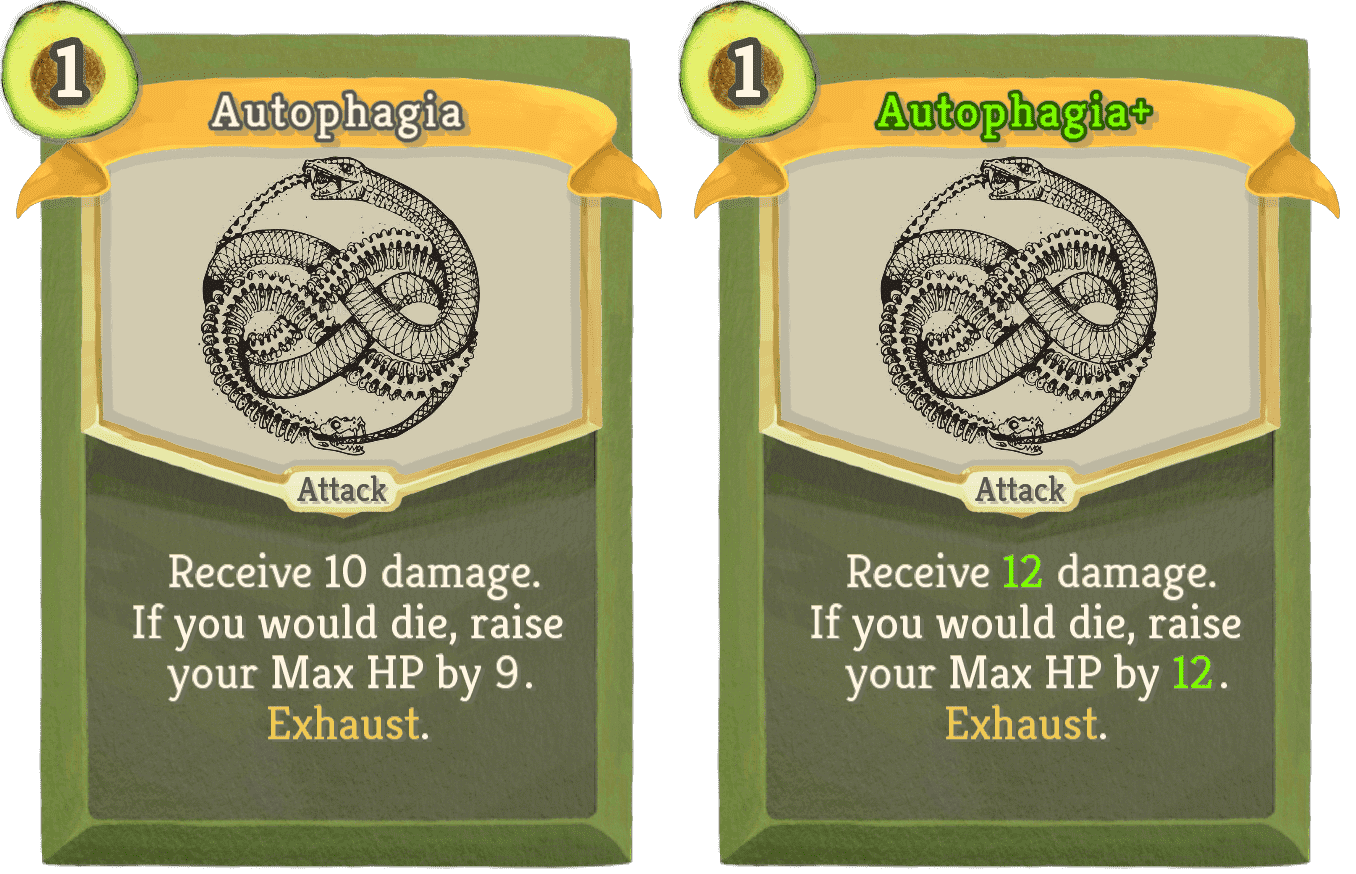 1
Autophagia
Attack
Receive 10 damage.
If you would die, raise
your Max HP by 9.
Exhaust.
1
Autophagia+
Attack
Receive 12 damage.
If you would die, raise
your Max HP by 12.
Exhaust.